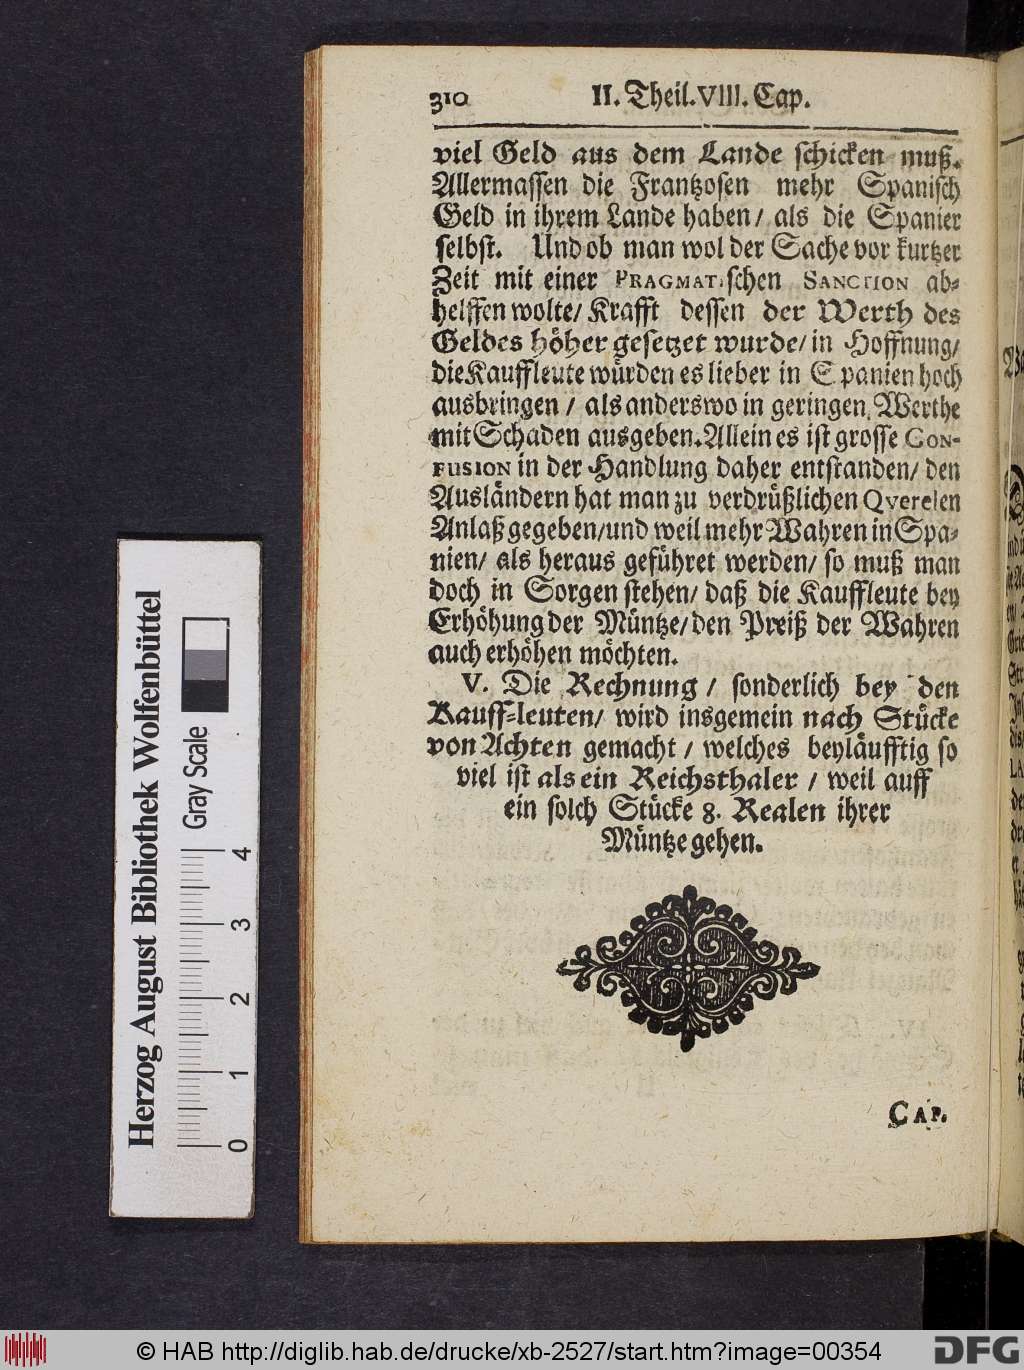 310 II. Theil. VIII. Cap.
viel Geld aus dem Lande schicken muß.
Allermassen die Frantzosen mehr Spanisch
Geld in ihrem Lande haben/ als die Spanier
selbst. Und ob man wol der Sache vor kurtzer
Zeit mit einer PRAGMATischen SANCTION ab-
helffen wolte/ Krafft dessen der Werth des
Geldes höher gesetzet wurde/ in Hoffnung/
die Kauffleute würden es lieber in Spanien hoch
ausbringen / als anderswo in geringen Werthe
mit Schaden ausgeben. Allein es ist grosse CON-
FUSION in der Handlung daher entstanden/ den
Ausländern hat man zu verdrüßlichen Qverelen
Anlaß gegeben/und weil mehr Wahren in Spa-
nien/ als heraus geführet werden/ so muß man
doch in Sorgen stehen/ daß die Kauffleute bey
Erhöhung der Müntze/ den Preiß der Wahren
auch erhöhen möchten.
V. Die Rechnung / sonderlich bey den
Kauff-leuten/ wird insgemein nach Stücke
von Achten gemacht / welches beyläufftig so
viel ist als ein Reichsthaler / weil auff
ein solch Stücke 8. Realen ihrer
Müntze gehen.
CAP.
Herzog August Bibliothek Wolfenbüttel
Gray Scale
0 1 2 3 4
© HAB http://diglib.hab.de/drucke/xb-2527/start.htm?image=00354
DFG